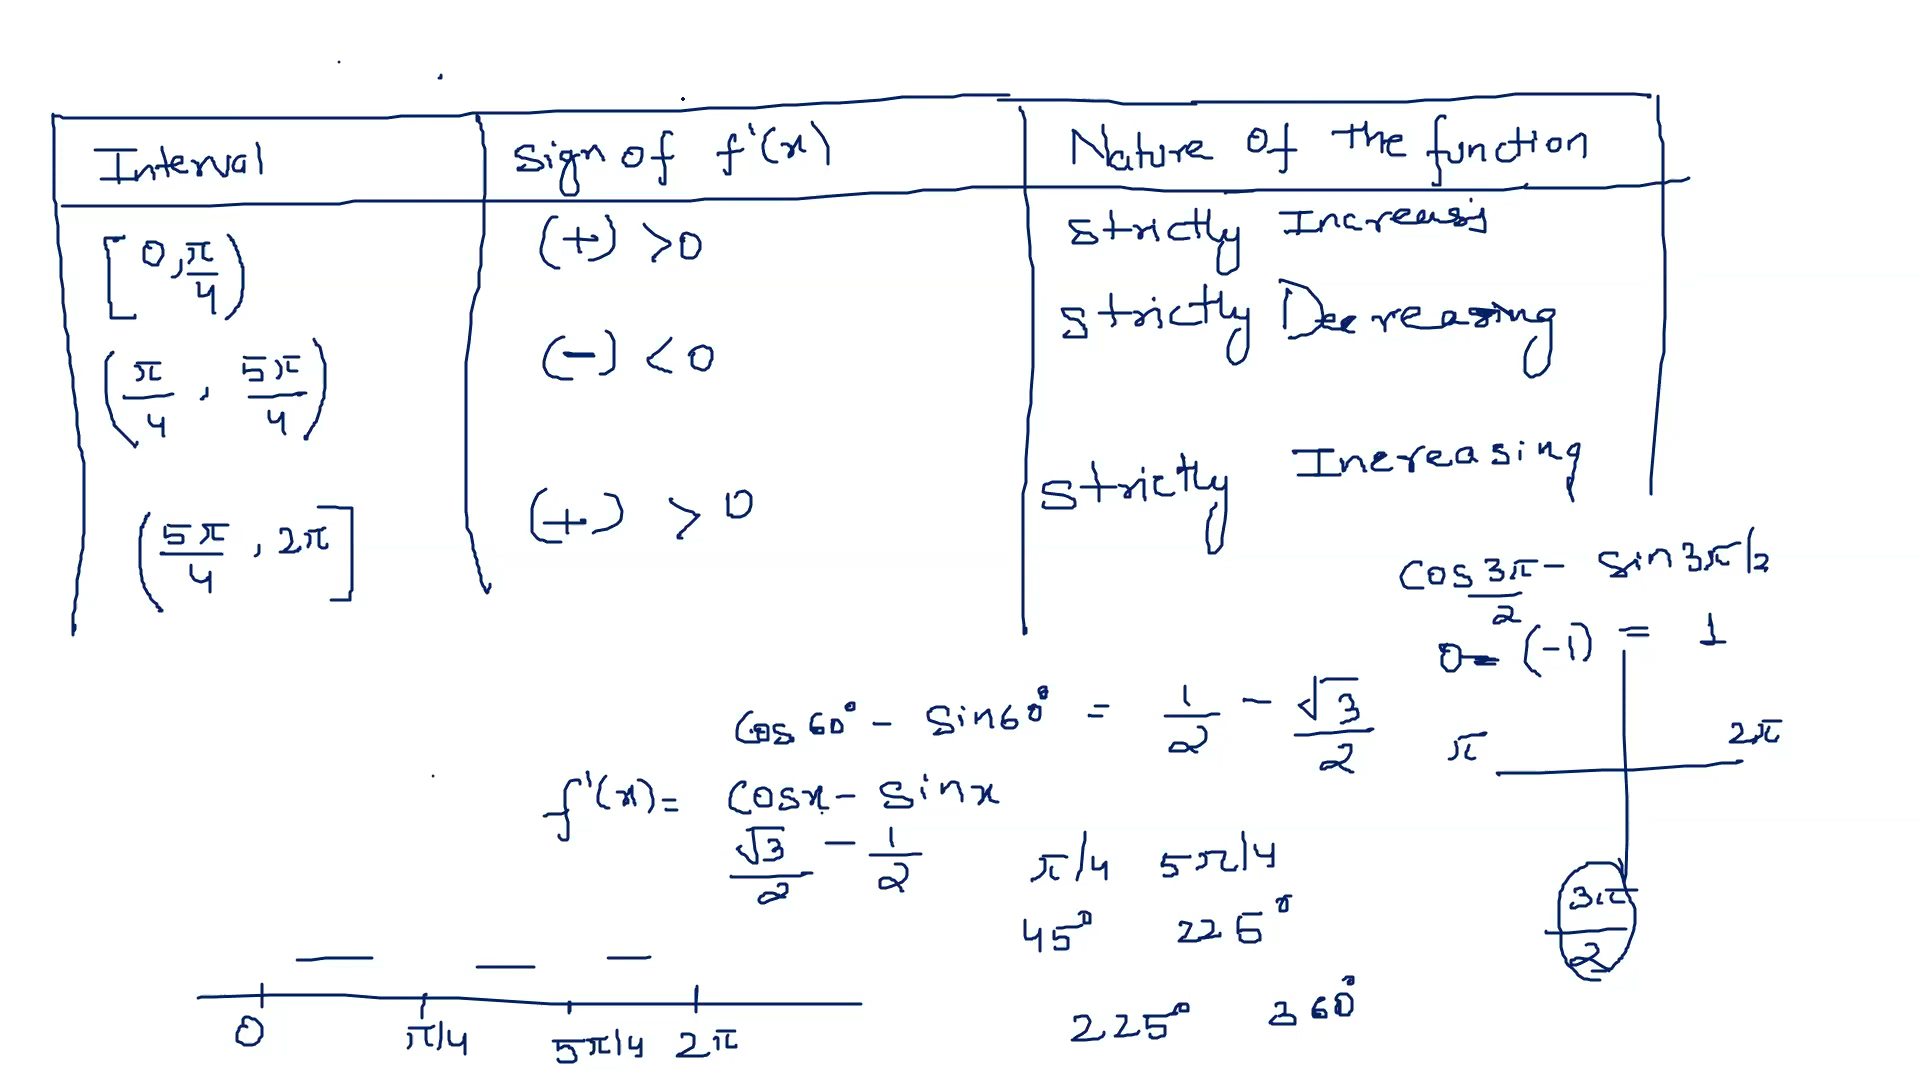 Interval Sign of f'(x) Nature of the function
[0, π/4) (+) >0 Strictly Increasing
(π/4, 5π/4) (-) <0 Strictly Decreasing
(5π/4, 2π] (+) >0 Strictly Increasing
cos 3π/2 - sin 3π/2
0 - (-1) = 1
cos 60° - sin 60° = 1/2 - √3/2
π 2π
f'(x) = cos x - sin x
√3/2 - 1/2
π/4 5π/4
3π/2
45° 225°
225° 360°
0 π/4 5π/4 2π